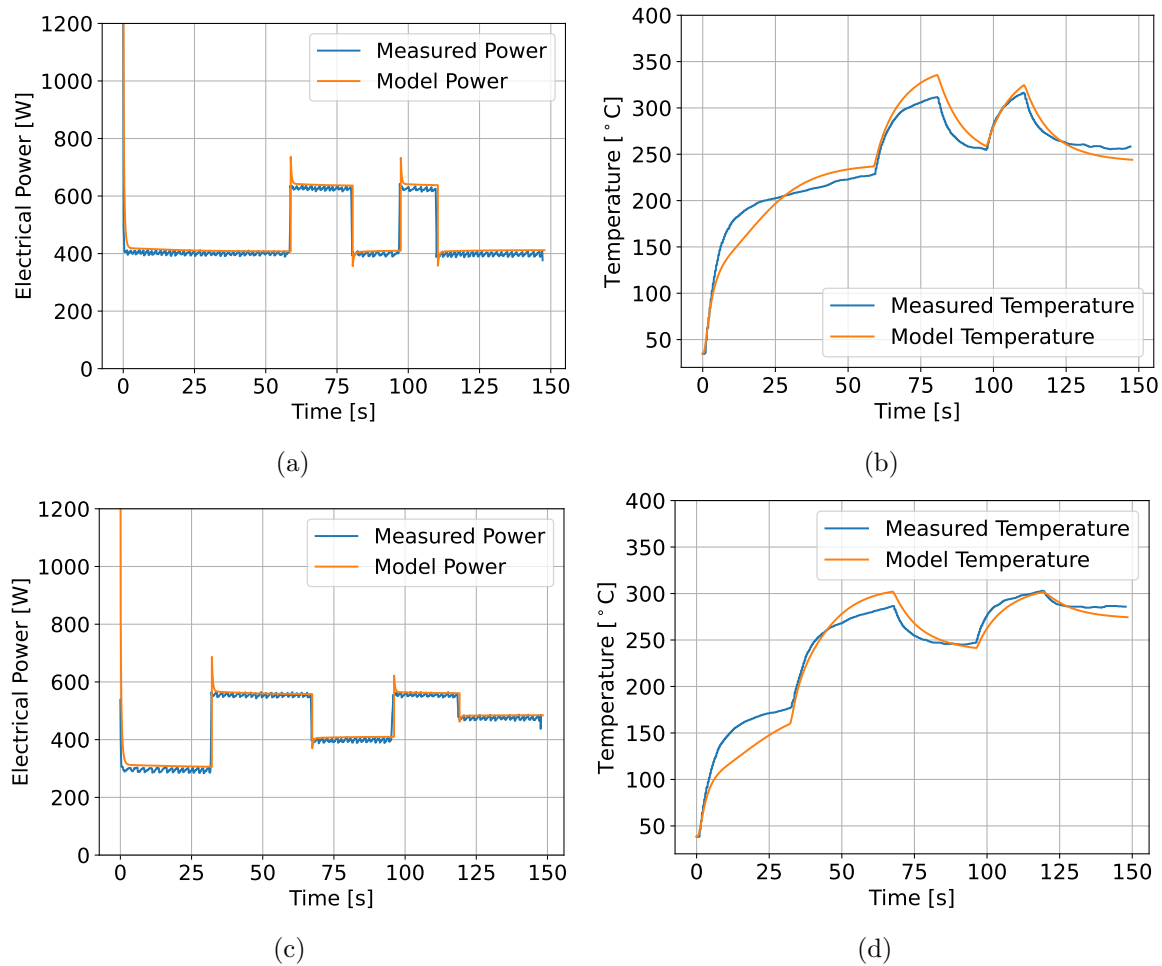 1200
1000
800
600
400
200
0
Electrical Power [W]
Measured Power
Model Power
0 25 50 75 100 125 150
Time [s]
(a)
400
350
300
250
200
150
100
50
Temperature [°C]
Measured Temperature
Model Temperature
0 25 50 75 100 125 150
Time [s]
(b)
1200
1000
800
600
400
200
0
Electrical Power [W]
Measured Power
Model Power
0 25 50 75 100 125 150
Time [s]
(c)
400
350
300
250
200
150
100
50
Temperature [°C]
Measured Temperature
Model Temperature
0 25 50 75 100 125 150
Time [s]
(d)